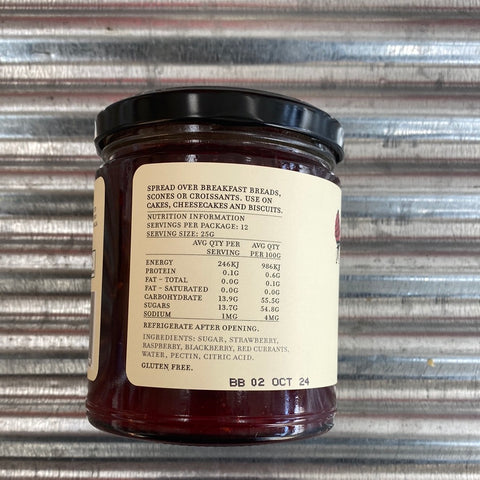 SPREAD OVER BREAKFAST BREADS,
SCONES OR CROISSANTS. USE ON
CAKES, CHEESECAKES AND BISCUITS.
NUTRITION INFORMATION
SERVINGS PER PACKAGE: 12
SERVING SIZE: 25G
AVG QTY PER SERVING AVG QTY PER 100G
ENERGY 246KJ 986KJ
PROTEIN 0.1G 0.6G
FAT – TOTAL 0.0G 0.1G
FAT – SATURATED 0.0G 0.0G
CARBOHYDRATE 13.9G 55.5G
SUGARS 13.7G 54.8G
SODIUM 1MG 4MG
REFRIGERATE AFTER OPENING.
INGREDIENTS: SUGAR, STRAWBERRY,
RASPBERRY, BLACKBERRY, RED CURRANTS,
WATER, PECTIN, CITRIC ACID.
GLUTEN FREE.
BB 02 OCT 24